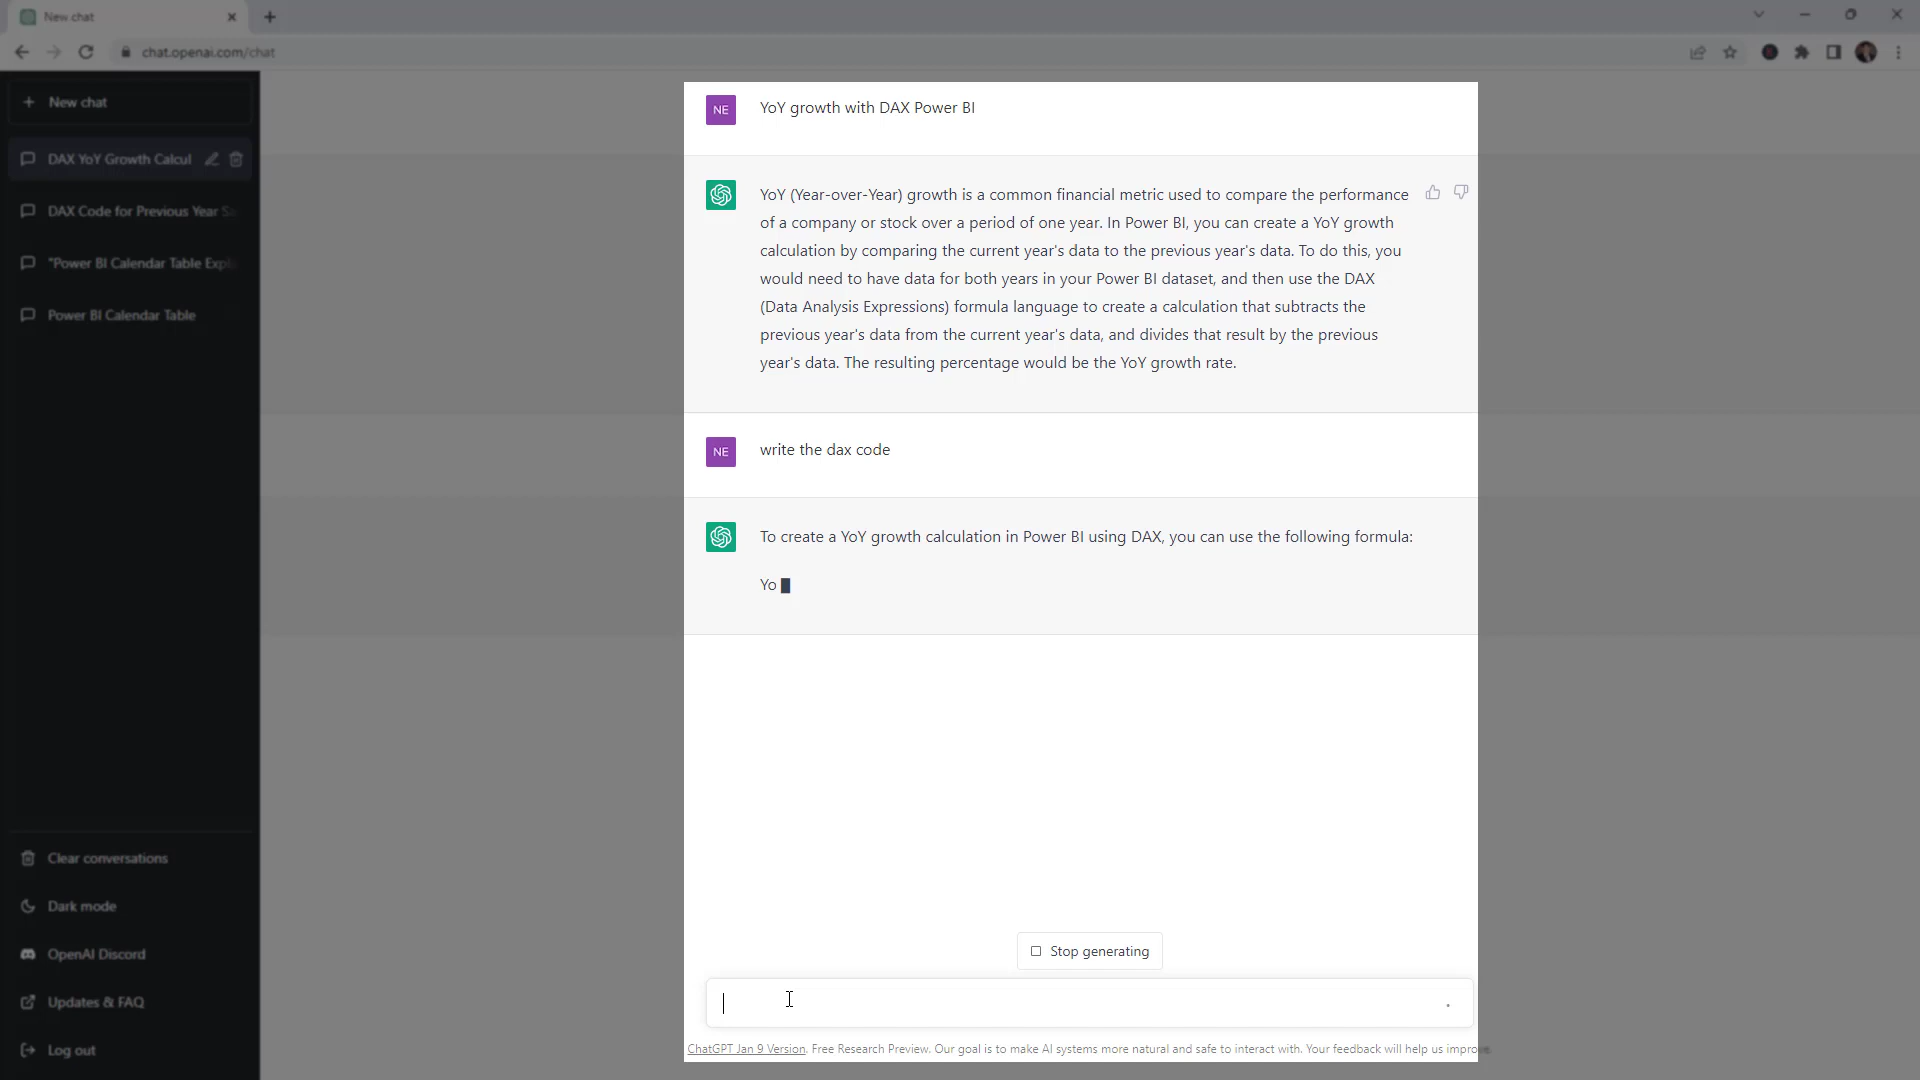 New chat
chat.openai.com/chat
New chat
DAX YoY Growth Calcul
DAX Code for Previous Year Sa
"Power BI Calendar Table Expl
Power BI Calendar Table
Clear conversations
Dark mode
OpenAI Discord
Updates & FAQ
Log out
NE
YoY growth with DAX Power BI
YoY (Year-over-Year) growth is a common financial metric used to compare the performance
of a company or stock over a period of one year. In Power BI, you can create a YoY growth
calculation by comparing the current year's data to the previous year's data. To do this, you
would need to have data for both years in your Power BI dataset, and then use the DAX
(Data Analysis Expressions) formula language to create a calculation that subtracts the
previous year's data from the current year's data, and divides that result by the previous
year's data. The resulting percentage would be the YoY growth rate.
NE
write the dax code
To create a YoY growth calculation in Power BI using DAX, you can use the following formula:
Yo
Stop generating
ChatGPT Jan 9 Version. Free Research Preview. Our goal is to make AI systems more natural and safe to interact with. Your feedback will help us improve